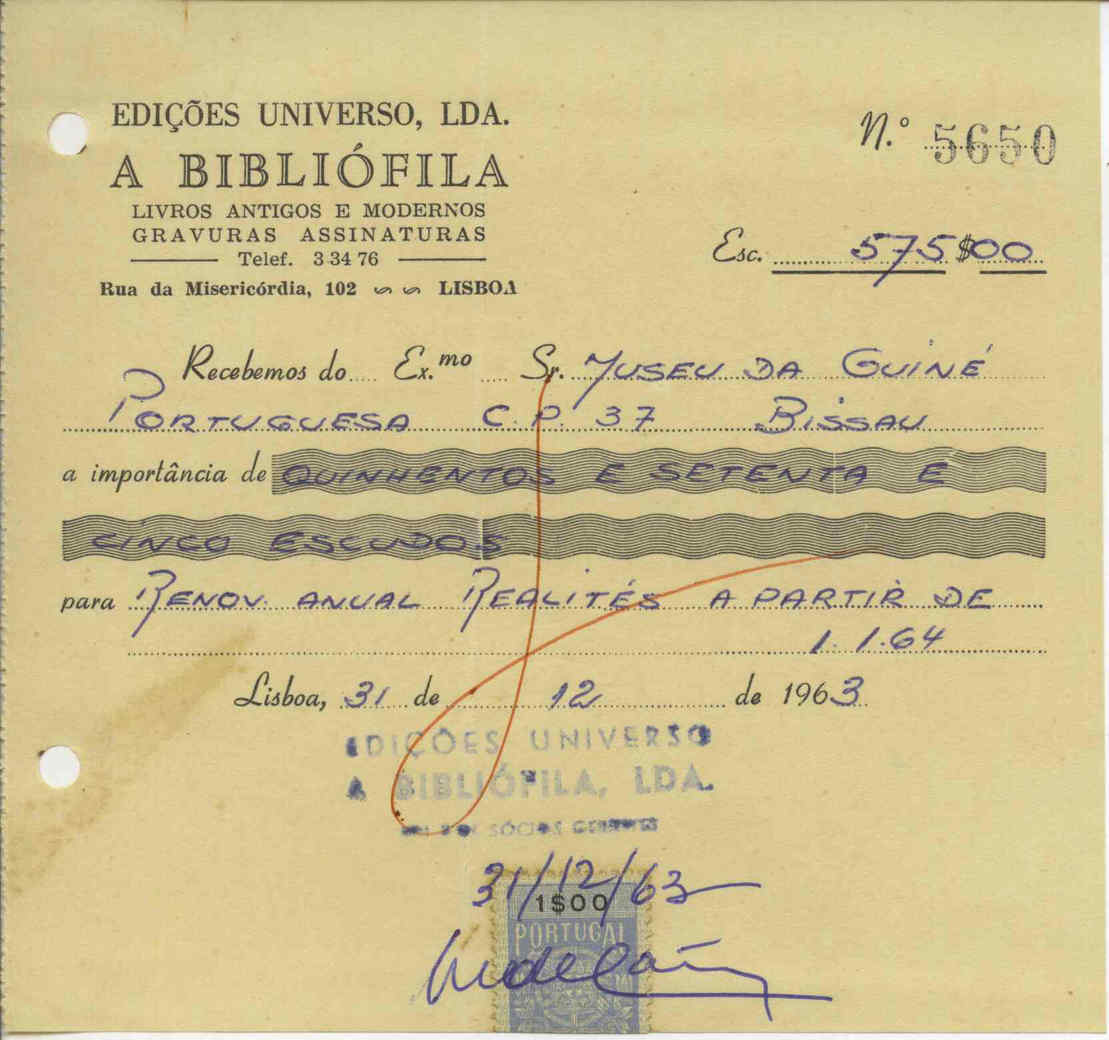 EDIÇÕES UNIVERSO, LDA.
A BIBLIÓFILA
LIVROS ANTIGOS E MODERNOS
GRAVURAS ASSINATURAS
Telef. 3 34 76
Rua da Misericórdia, 102 LISBOA
N.º 5650
Esc. 575$00
Recebemos do Ex.mo Sr. MUSEU DA GUINÉ
PORTUGUESA C.P. 37 BISSAU
a importância de QUINHENTOS E SETENTA E
CINCO ESCUDOS
para RENOV. ANUAL REALITÉS A PARTIR DE
1.1.64
Lisboa, 31 de 12 de 1963
EDIÇÕES UNIVERSO
A BIBLIÓFILA, LDA.
SÓCIOS GERENTES
31/12/63
1$00
PORTUGAL